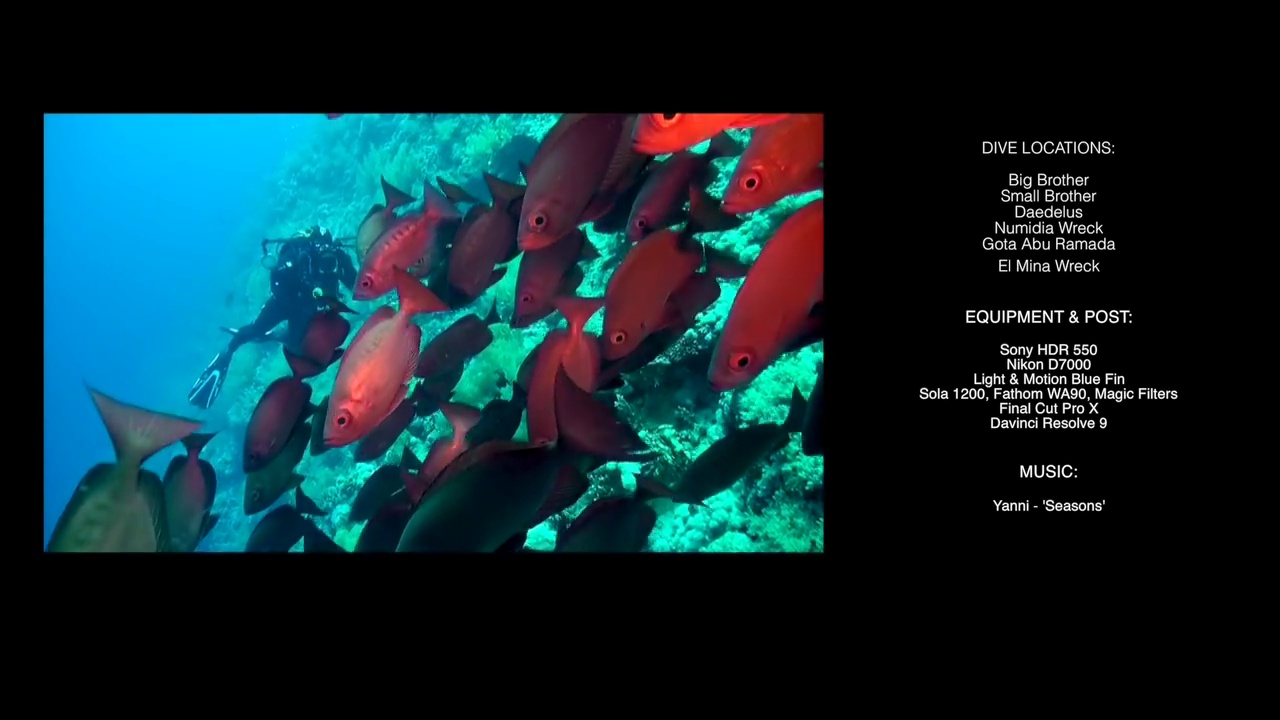 DIVE LOCATIONS:
Big Brother
Small Brother
Daedelus
Numidia Wreck
Gota Abu Ramada
El Mina Wreck
EQUIPMENT & POST:
Sony HDR 550
Nikon D7000
Light & Motion Blue Fin
Sola 1200, Fathom WA90, Magic Filters
Final Cut Pro X
Davinci Resolve 9
MUSIC:
Yanni - 'Seasons'